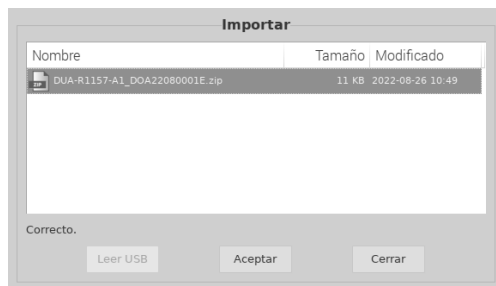 Importar
Nombre Tamaño Modificado
ZIP DUA-R1157-A1_DOA22080001E.zip 11 KB 2022-08-26 10:49
Correcto.
Leer USB Aceptar Cerrar